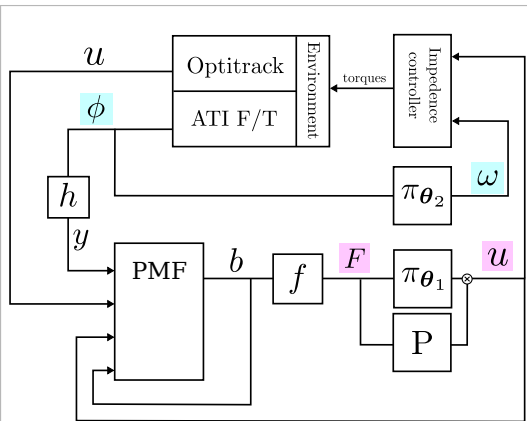 u
Optitrack
Environment
Impedence
controller
torques
ϕ
ATI F/T
h
π_θ₂
ω
y
PMF
b
f
F
π_θ₁
u
P